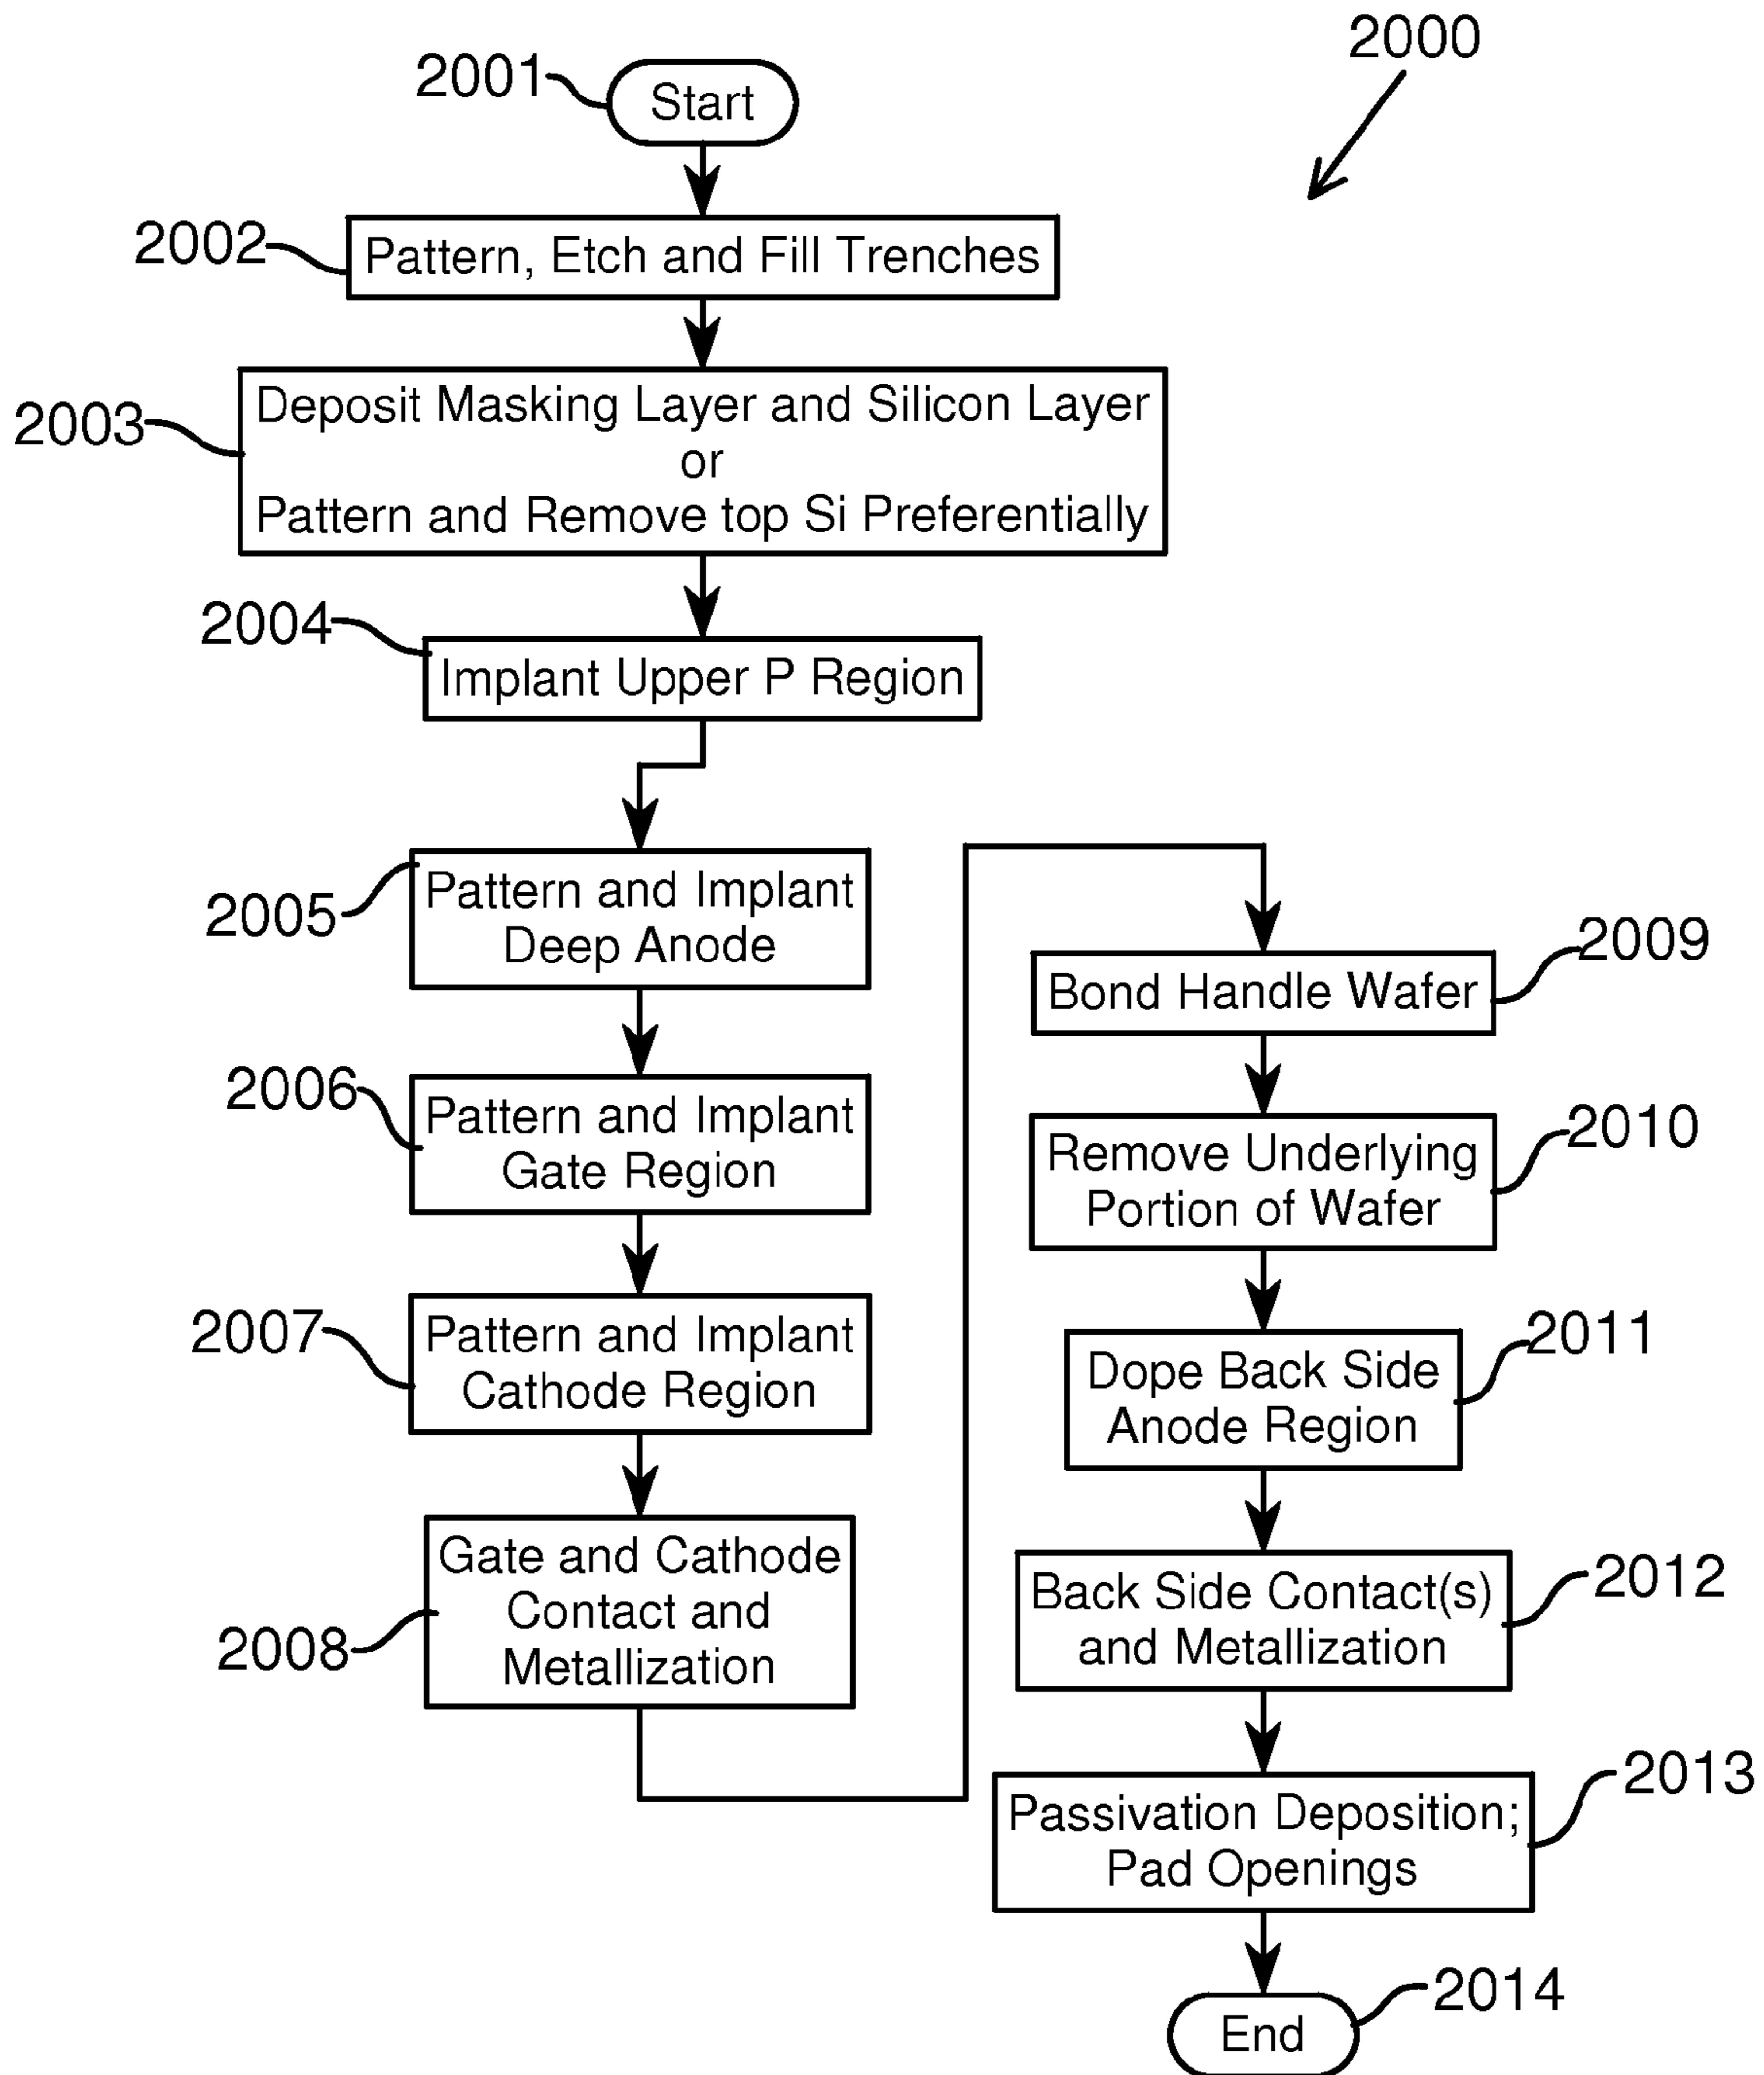 2000
2001
Start
2002
Pattern, Etch and Fill Trenches
2003
Deposit Masking Layer and Silicon Layer
or
Pattern and Remove top Si Preferentially
2004
Implant Upper P Region
2005
Pattern and Implant
Deep Anode
2006
Pattern and Implant
Gate Region
2007
Pattern and Implant
Cathode Region
2008
Gate and Cathode
Contact and
Metallization
2009
Bond Handle Wafer
2010
Remove Underlying
Portion of Wafer
2011
Dope Back Side
Anode Region
2012
Back Side Contact(s)
and Metallization
2013
Passivation Deposition;
Pad Openings
2014
End